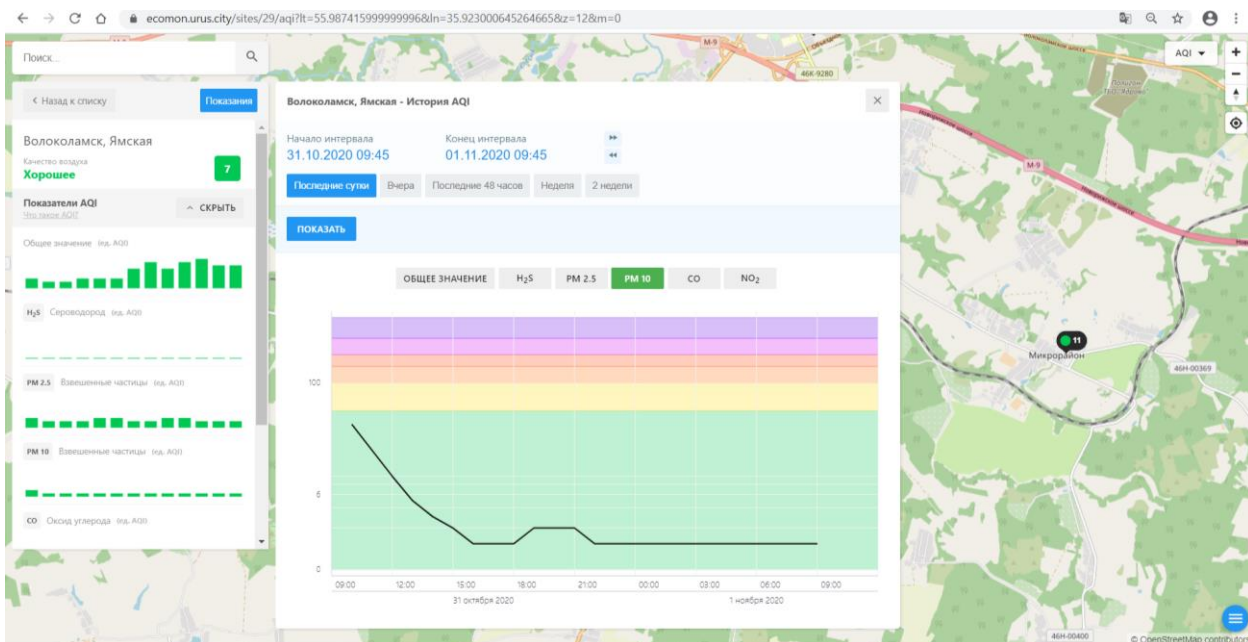 ecomon.urus.city/sites/29/aqi?lt=55.987415999999996&ln=35.923000645264665&z=12&m=0
Поиск...
М-9
46К-9280
AQI
Назад к списку
Показания
Волоколамск, Ямская - История AQI
Волоколамск, Ямская
Качество воздуха
Хорошее
7
Начало интервала
Конец интервала
31.10.2020 09:45
01.11.2020 09:45
Последние сутки
Вчера
Последние 48 часов
Неделя
2 недели
Показатели AQI
Что такое AQI?
СКРЫТЬ
ПОКАЗАТЬ
Общее значение (ед. AQI)
ОБЩЕЕ ЗНАЧЕНИЕ
H₂S
PM 2.5
PM 10
CO
NO₂
H₂S Сероводород (ед. AQI)
PM 2.5 Взвешенные частицы (ед. AQI)
PM 10 Взвешенные частицы (ед. AQI)
CO Оксид углерода (ед. AQI)
100
0
09:00
12:00
15:00
18:00
21:00
00:00
03:00
06:00
09:00
31 октября 2020
1 ноября 2020
М-9
Новорижское шоссе
11
Микрорайон
46Н-00369
46Н-00400
© OpenStreetMap contributors